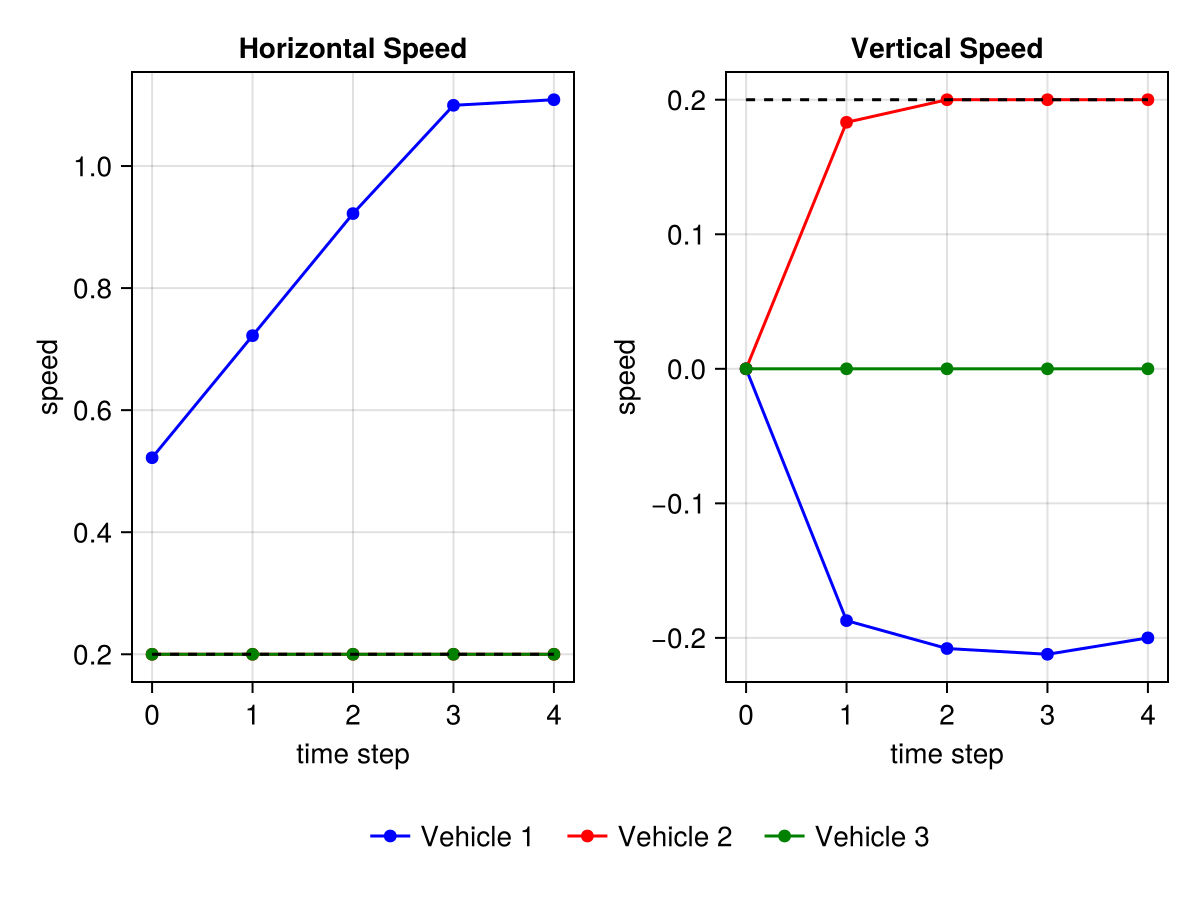 Horizontal Speed
speed
1.0
0.8
0.6
0.4
0.2
0 1 2 3 4
time step
Vertical Speed
speed
0.2
0.1
0.0
−0.1
−0.2
0 1 2 3 4
time step
Vehicle 1 Vehicle 2 Vehicle 3